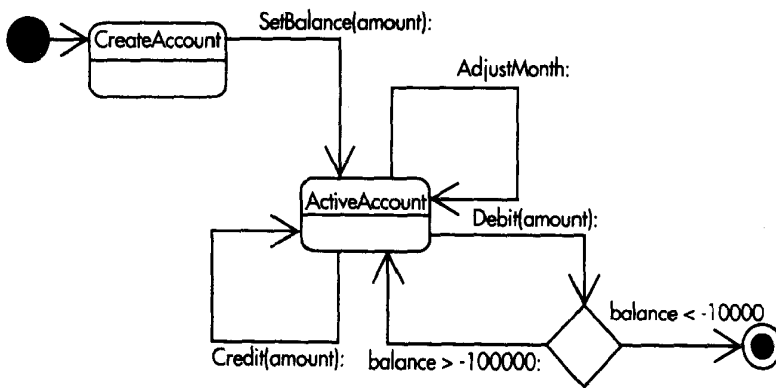 SetBalance(amount):
CreateAccount
AdjustMonth:
ActiveAccount
Debit(amount):
balance < -10000
Credit(amount):
balance > -100000: